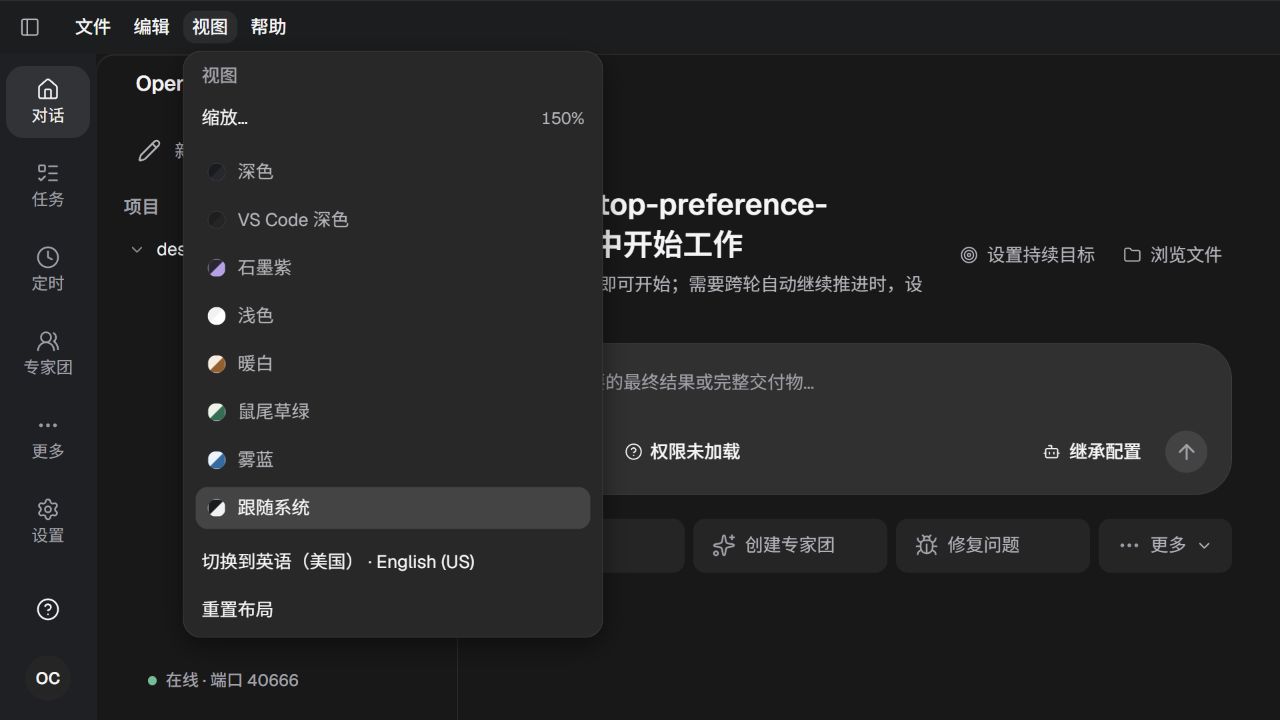 文件 编辑 视图 帮助
对话
任务
定时
专家团
更多
设置
OC
Oper
项目
des
在线 · 端口 40666
视图
缩放... 150%
深色
VS Code 深色
石墨紫
浅色
暖白
鼠尾草绿
雾蓝
跟随系统
切换到英语（美国） · English (US)
重置布局
top-preference-
中开始工作
即可开始；需要跨轮自动继续推进时，设
设置持续目标 浏览文件
的最终结果或完整交付物...
权限未加载 继承配置
创建专家团 修复问题 更多